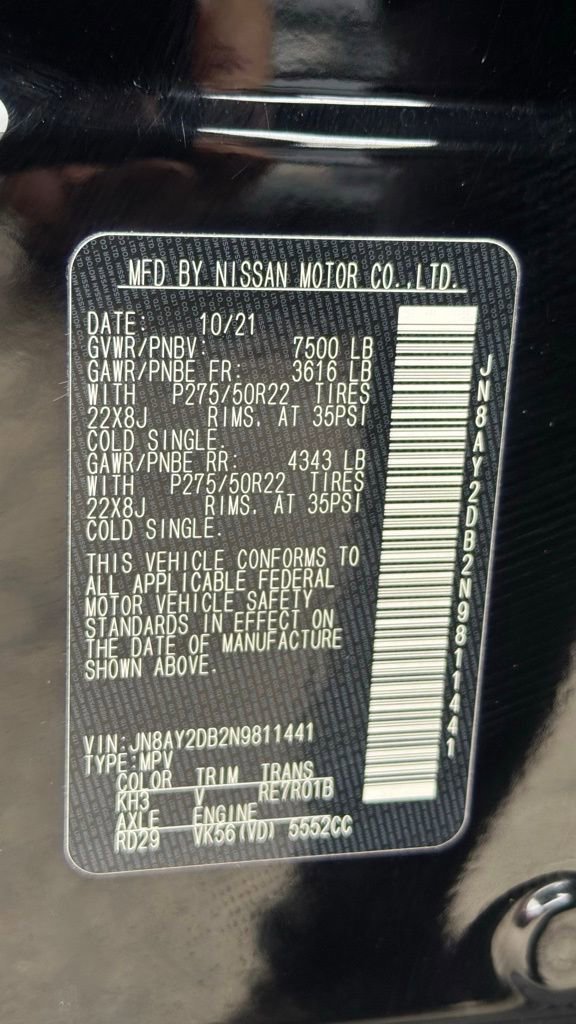 MFD BY NISSAN MOTOR CO.,LTD.
DATE: 10/21
GVWR/PNBV: 7500 LB
GAWR/PNBE FR: 3616 LB
WITH P275/50R22 TIRES
22X8J RIMS, AT 35PSI
COLD SINGLE.
GAWR/PNBE RR: 4343 LB
WITH P275/50R22 TIRES
22X8J RIMS. AT 35PSI
COLD SINGLE.
THIS VEHICLE CONFORMS TO
ALL APPLICABLE FEDERAL
MOTOR VEHICLE SAFETY
STANDARDS IN EFFECT ON
THE DATE OF MANUFACTURE
SHOWN ABOVE.
VIN:JN8AY2DB2N9811441
TYPE:MPV
COLOR TRIM TRANS
KH3 V RE7R01B
AXLE ENGINE
RD29 VK56(VD) 5552CC
JN8AY2DB2N9811441